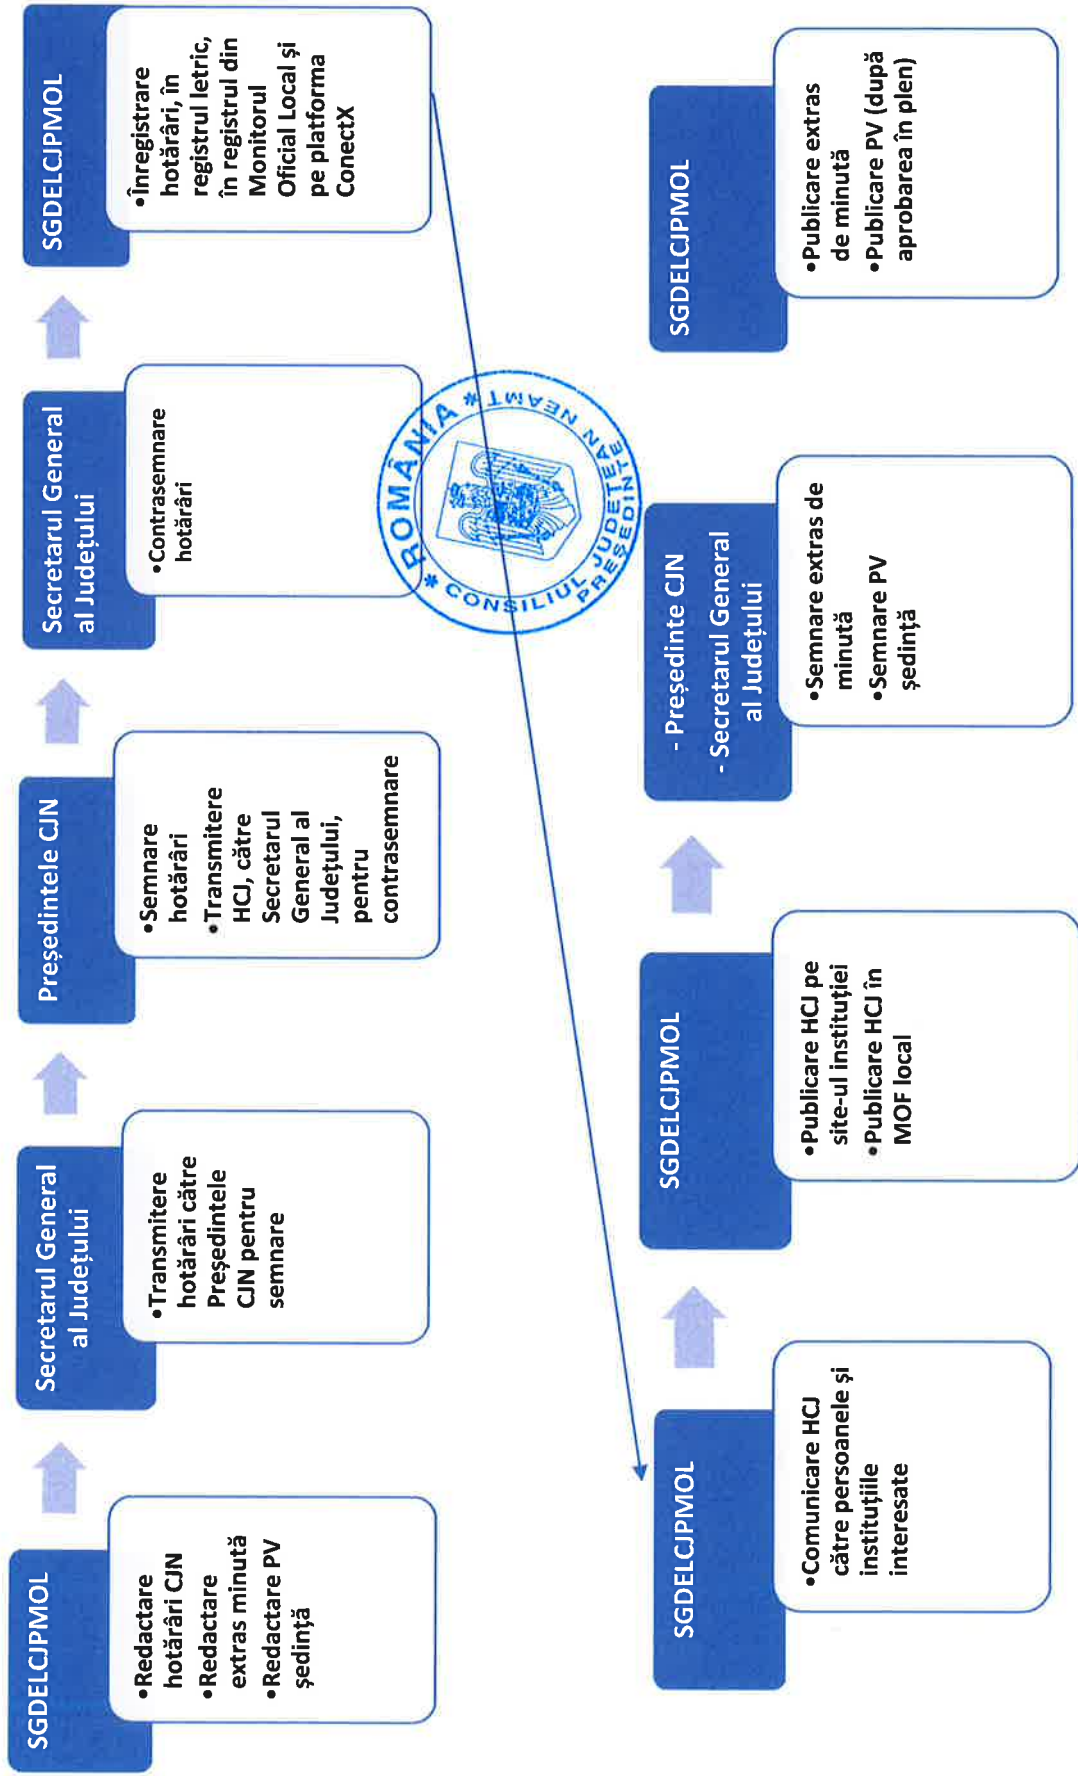 SGDELCJPMOL
•Redactare
hotărâri CJN
•Redactare
extras minută
•Redactare PV
ședință
Secretarul General
al Județului
•Transmitere
hotărâri către
Președintele
CJN pentru
semnare
Președintele CJN
•Semnare
hotărâri
•Transmitere
HCJ, către
Secretarul
General al
Județului,
pentru
contrasemnare
Secretarul General
al Județului
•Contrasemnare
hotărâri
SGDELCJPMOL
•Înregistrare
hotărâri, în
registrul letric,
în registrul din
Monitorul
Oficial Local și
pe platforma
ConectX
* ROMÂNIA *
CONSILIUL JUDEȚEAN NEAMȚ
PREȘEDINTE
SGDELCJPMOL
•Comunicare HCJ
către persoanele și
instituțiile
interesate
SGDELCJPMOL
•Publicare HCJ pe
site-ul instituției
•Publicare HCJ în
MOF local
- Președinte CJN
- Secretarul General
al Județului
•Semnare extras de
minută
•Semnare PV
ședință
SGDELCJPMOL
•Publicare extras
de minută
•Publicare PV (după
aprobarea în plen)